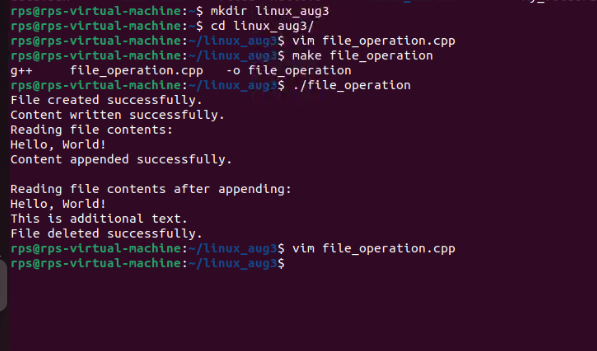 rps@rps-virtual-machine:~$ mkdir linux_aug3
rps@rps-virtual-machine:~$ cd linux_aug3/
rps@rps-virtual-machine:~/linux_aug3$ vim file_operation.cpp
rps@rps-virtual-machine:~/linux_aug3$ make file_operation
g++     file_operation.cpp   -o file_operation
rps@rps-virtual-machine:~/linux_aug3$ ./file_operation
File created successfully.
Content written successfully.
Reading file contents:
Hello, World!
Content appended successfully.

Reading file contents after appending:
Hello, World!
This is additional text.
File deleted successfully.
rps@rps-virtual-machine:~/linux_aug3$ vim file_operation.cpp
rps@rps-virtual-machine:~/linux_aug3$